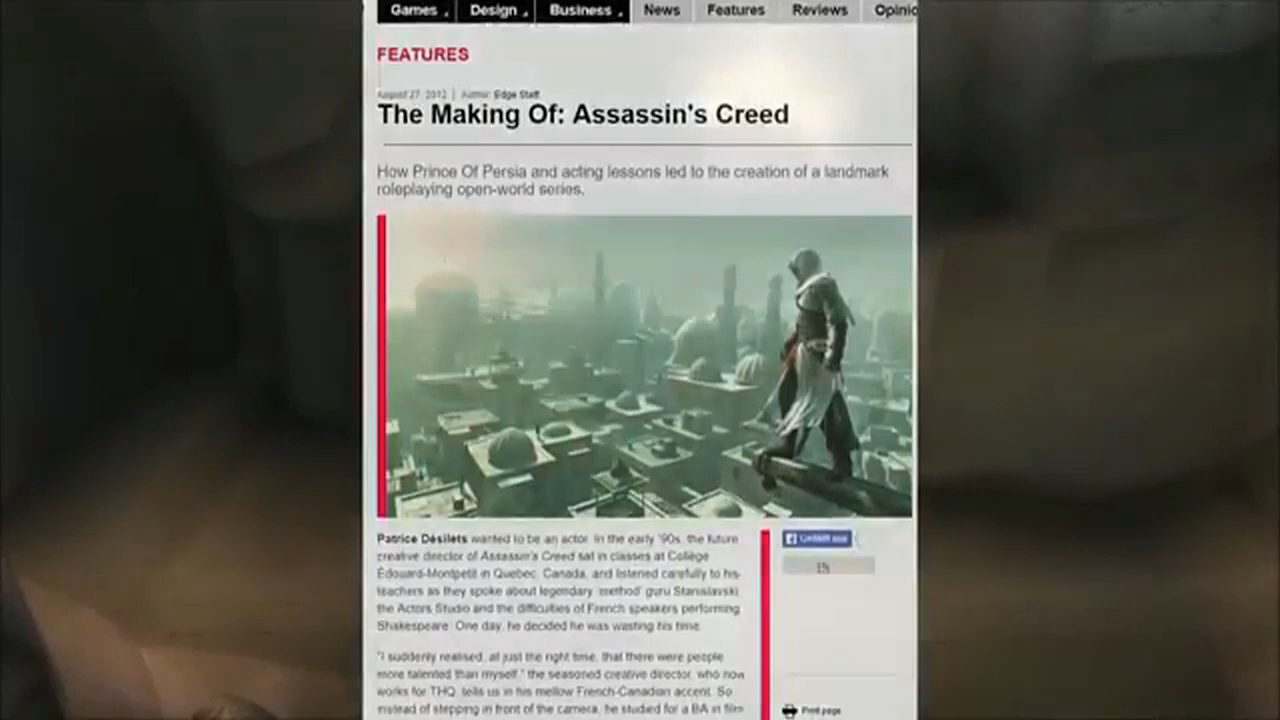 Games Design Business News Features Reviews Opinio
FEATURES
August 27, 2012 | Author: Edge Staff
The Making Of: Assassin's Creed
How Prince Of Persia and acting lessons led to the creation of a landmark
roleplaying open-world series.
Patrice Désilets wanted to be an actor. In the early '90s, the future
creative director of Assassin's Creed sat in classes at Collège
Édouard-Montpetit in Quebec, Canada, and listened carefully to his
teachers as they spoke about legendary 'method' guru Stanislavski,
the Actors Studio and the difficulties of French speakers performing
Shakespeare. One day, he decided he was wasting his time.
"I suddenly realised, at just the right time, that there were people
more talented than myself," the seasoned creative director, who now
works for THQ, tells us in his mellow French-Canadian accent. So
instead of stepping in front of the camera, he studied for a BA in film
Print page